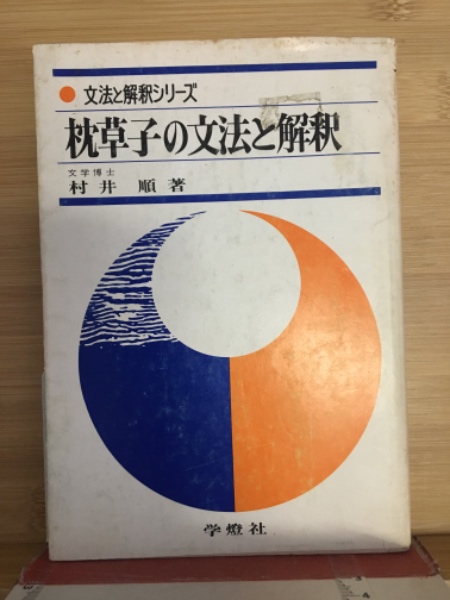 ● 文法と解釈シリーズ
枕草子の文法と解釈
文学博士
村井 順 著
学燈社